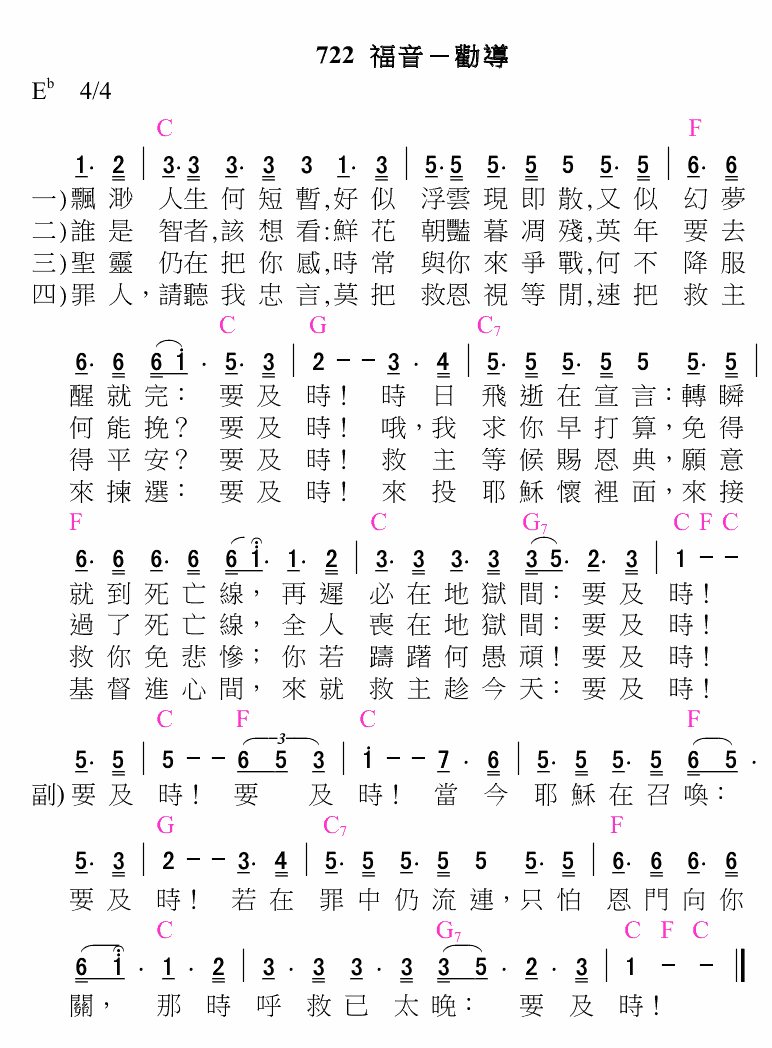 722 福音－勸導
E♭ 4/4
C F
1· 2 | 3· 3 3· 3 3 1· 3 | 5· 5 5· 5 5 5· 5 | 6· 6
一)飄渺 人生何短暫,好似 浮雲現即散,又似 幻夢
二)誰是 智者,該想看:鮮花 朝豔暮凋殘,英年 要去
三)聖靈 仍在把你感,時常 與你來爭戰,何不 降服
四)罪人，請聽我忠言,莫把 救恩視等閒,速把 救主
C G C7
6· 6 6 i · 5· 3 | 2 － － 3 · 4 | 5· 5 5· 5 5 5· 5 |
醒就完： 要及 時！ 時日 飛逝在宣言：轉瞬
何能挽？ 要及 時！ 哦，我 求你早打算，免得
得平安？ 要及 時！ 救主 等候賜恩典，願意
來揀選： 要及 時！ 來投 耶穌懷裡面，來接
F C G7 C F C
6· 6 6· 6 6 i· 1· 2 | 3· 3 3· 3 3 5· 2· 3 | 1 － －
就到死亡線，再遲 必在地獄間：要及 時！
過了死亡線，全人 喪在地獄間：要及 時！
救你免悲慘；你若 躊躇何愚頑！要及 時！
基督進心間，來就 救主趁今天：要及 時！
C F C F
5· 5 | 5 － － 6 5 3 | i － － 7 · 6 | 5· 5 5· 5 6 5 ·
3
副)要及 時！ 要 及 時！ 當今 耶穌在召喚：
G C7 F
5· 3 | 2 － － 3· 4 | 5· 5 5· 5 5 5· 5 | 6· 6 6· 6
要及 時！ 若在 罪中仍流連，只怕 恩門向你
C G7 C F C
6 i · 1 · 2 | 3 · 3 3 · 3 3 5 · 2 · 3 | 1 － － ‖
關， 那時 呼救已太晚： 要及 時！